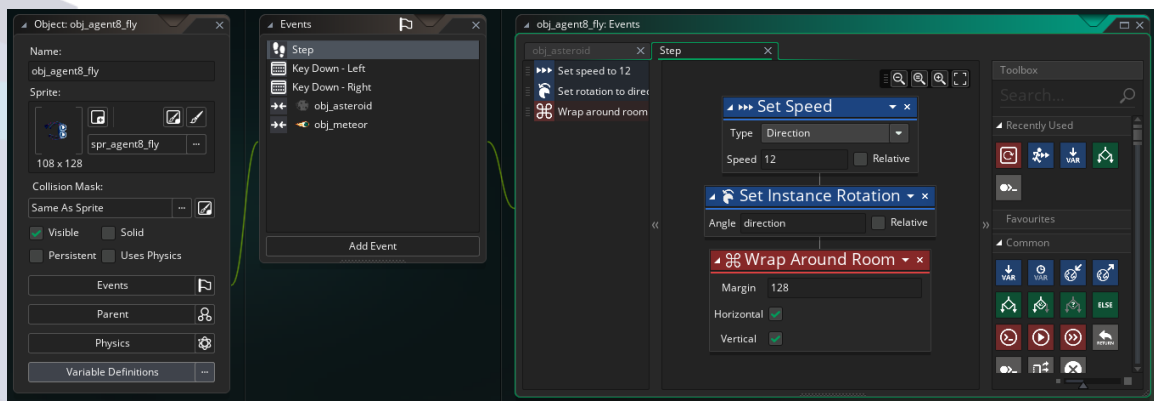 Object: obj_agent8_fly
Name:
obj_agent8_fly
Sprite:
spr_agent8_fly
108 x 128
Collision Mask:
Same As Sprite
Visible
Solid
Persistent
Uses Physics
Events
Parent
Physics
Variable Definitions
Events
Step
Key Down - Left
Key Down - Right
obj_asteroid
obj_meteor
Add Event
obj_agent8_fly: Events
obj_asteroid
Step
Set speed to 12
Set rotation to direc
Wrap around room
Set Speed
Type Direction
Speed 12 Relative
Set Instance Rotation
Angle direction Relative
Wrap Around Room
Margin 128
Horizontal
Vertical
Toolbox
Search...
Recently Used
VAR
Favourites
Common
VAR
VAR
ELSE
RETURN